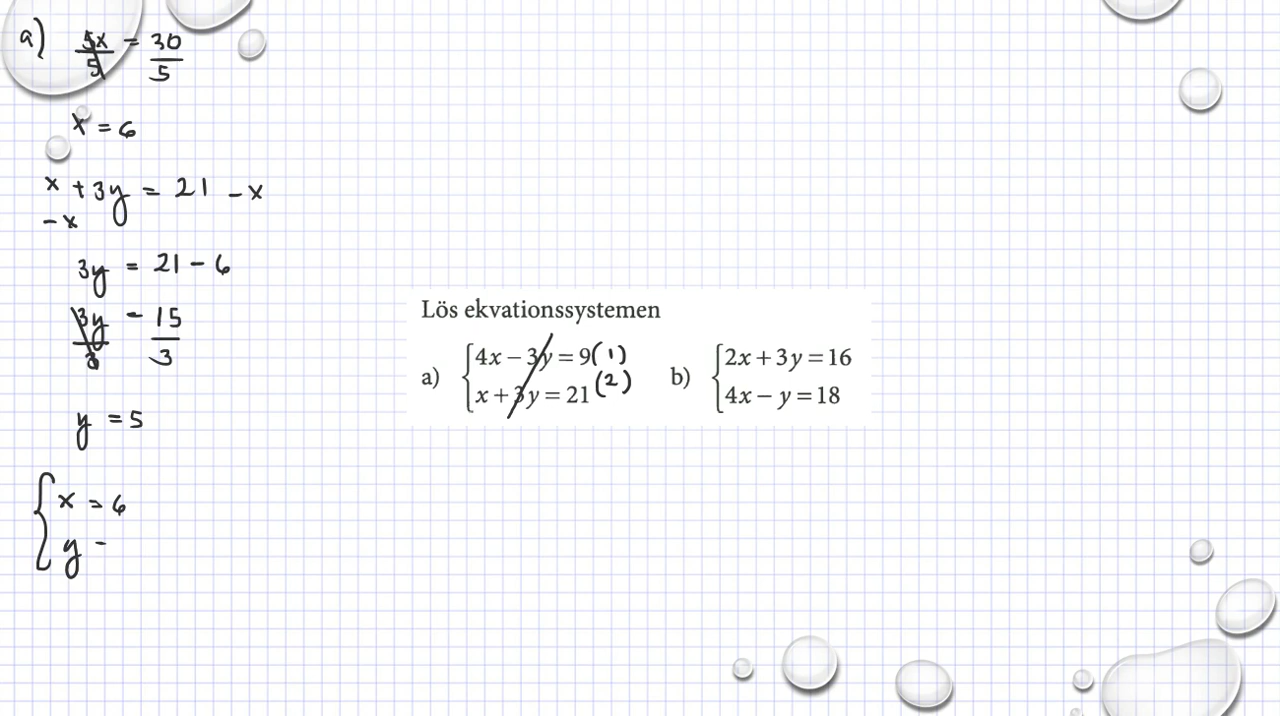 a) 5x/5 = 30/5
x = 6
x + 3y = 21 - x
- x
3y = 21 - 6
3y/3 = 15/3
y = 5
x = 6
y =
Lös ekvationssystemen
a) 4x − 3y = 9 (1)
x + 3y = 21 (2)
b) 2x + 3y = 16
4x − y = 18